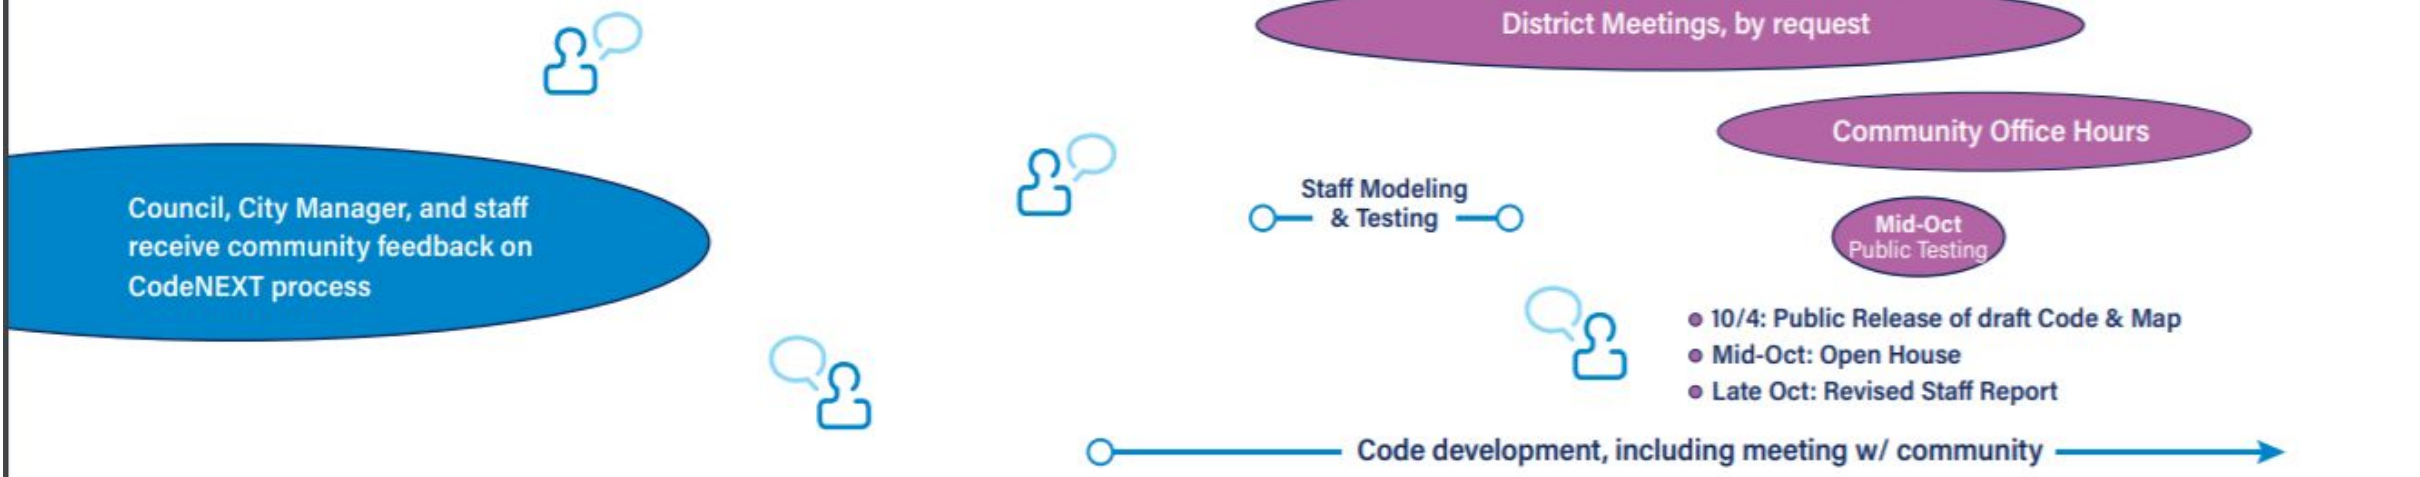 District Meetings, by request
Community Office Hours
Council, City Manager, and staff
receive community feedback on
CodeNEXT process
Staff Modeling
& Testing
Mid-Oct
Public Testing
10/4: Public Release of draft Code & Map
Mid-Oct: Open House
Late Oct: Revised Staff Report
Code development, including meeting w/ community